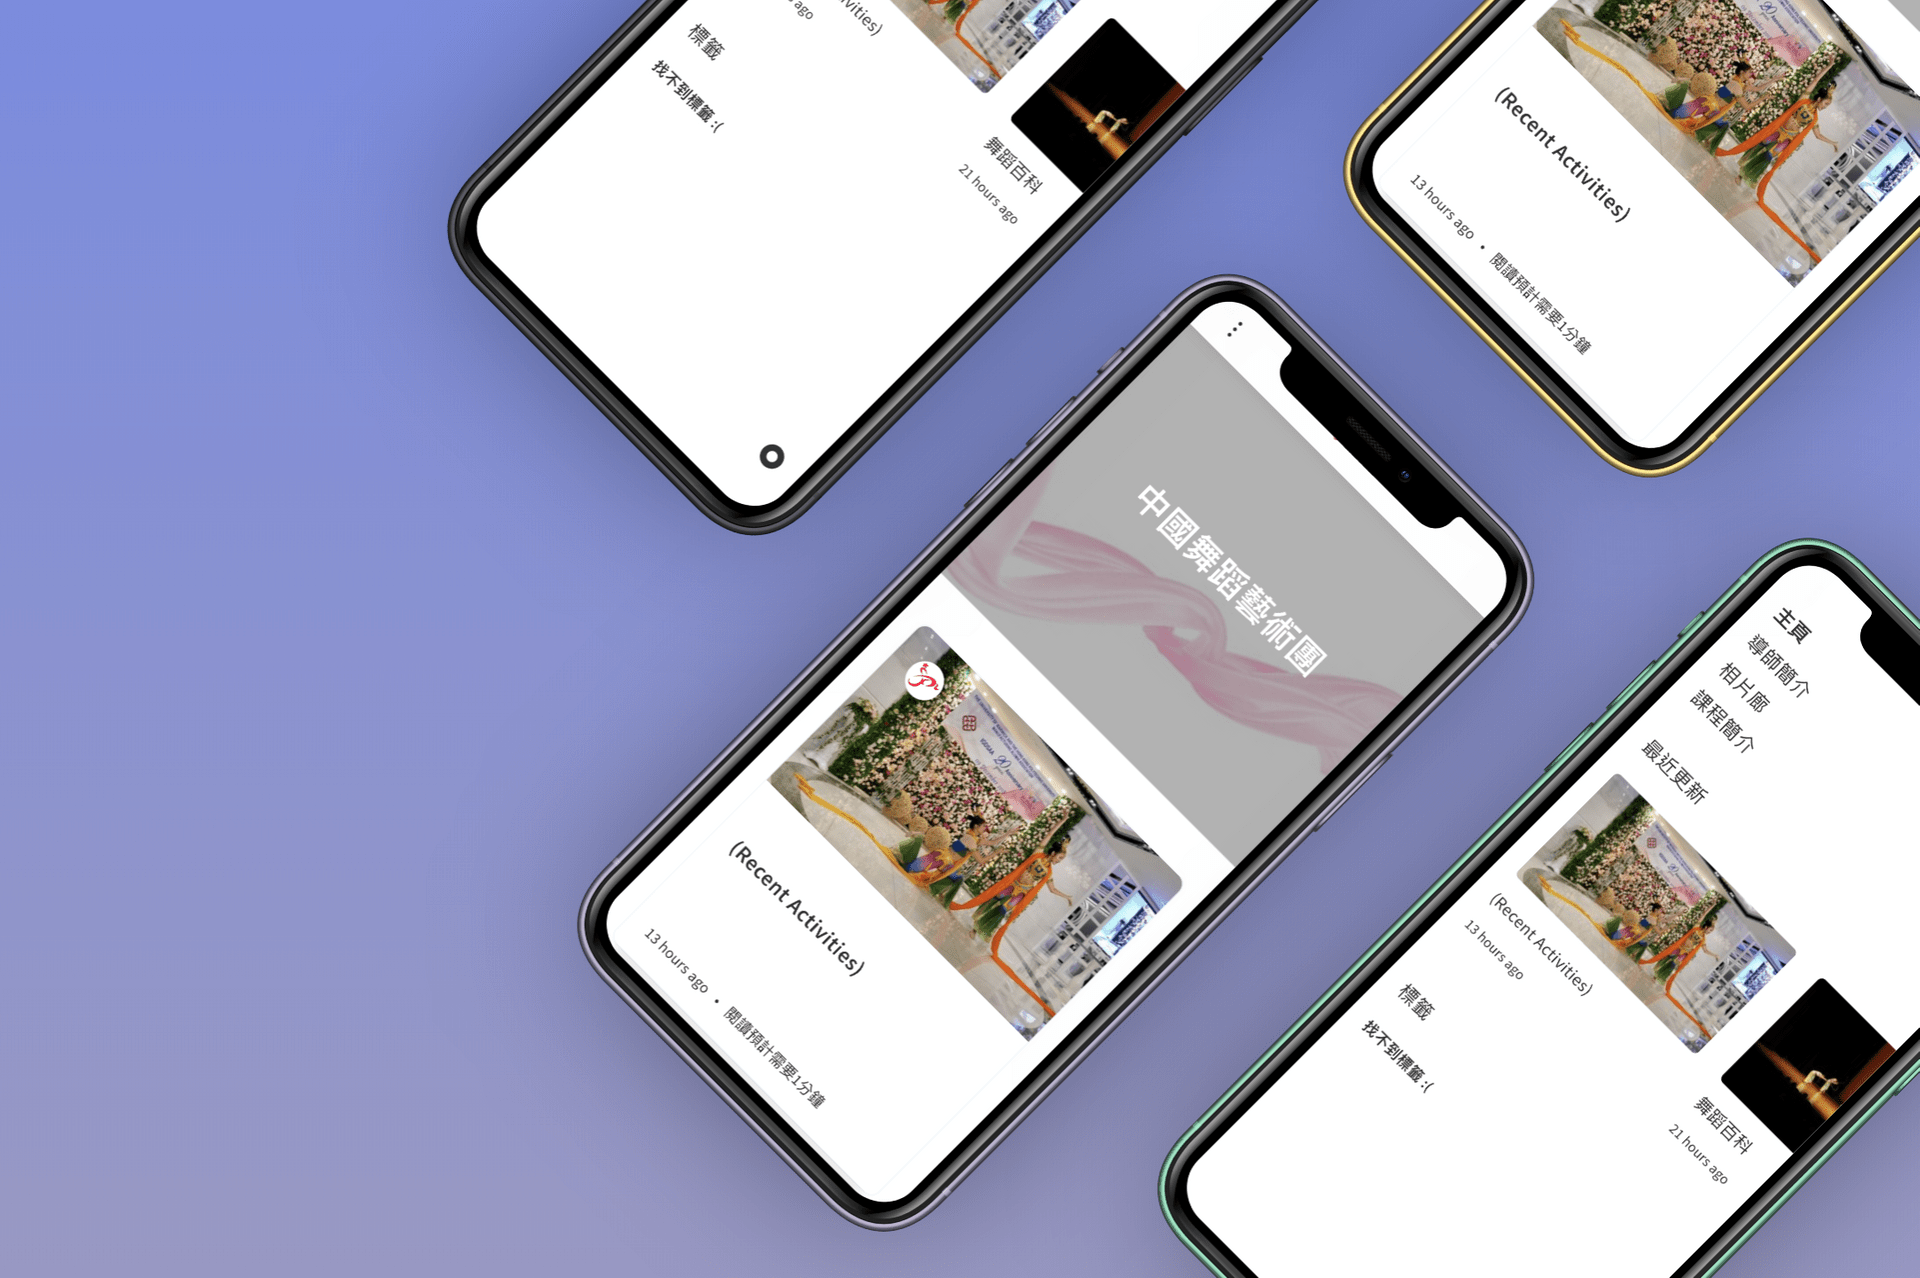 ivities)
s ago
標籤
找不到標籤 :(
舞蹈百科
21 hours ago
(Recent Activities)
13 hours ago • 閱讀預計需要1分鐘
中國舞蹈藝術團
20
(Recent Activities)
13 hours ago • 閱讀預計需要1分鐘
主頁
導師簡介
相片廊
課程簡介
最近更新
(Recent Activities)
13 hours ago
標籤
找不到標籤 :(
舞蹈百科
21 hours ago